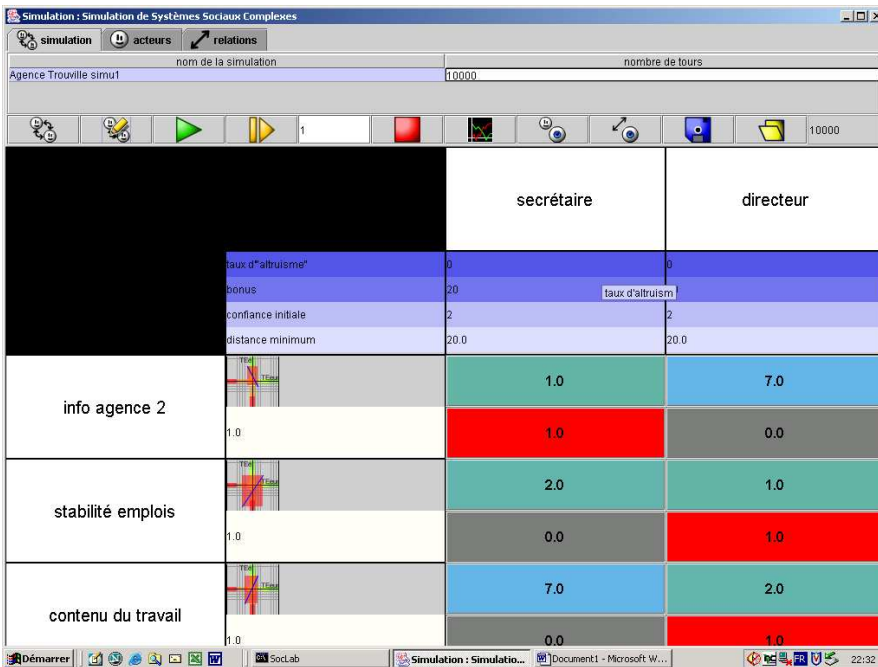 Simulation : Simulation de Systèmes Sociaux Complexes
simulation acteurs relations
nom de la simulation nombre de tours
Agence Trouville simu1 10000
1 10000
secrétaire directeur
taux d'"altruisme" 0 0
bonus 20
taux d'altruism
confiance initiale 2 2
distance minimum 20.0 20.0
info agence 2 1.0 7.0
1.0 1.0 0.0
stabilité emplois 2.0 1.0
1.0 0.0 1.0
contenu du travail 7.0 2.0
1.0 0.0 1.0
Démarrer SocLab Simulation : Simulatio... Document1 - Microsoft W... FR 22:32